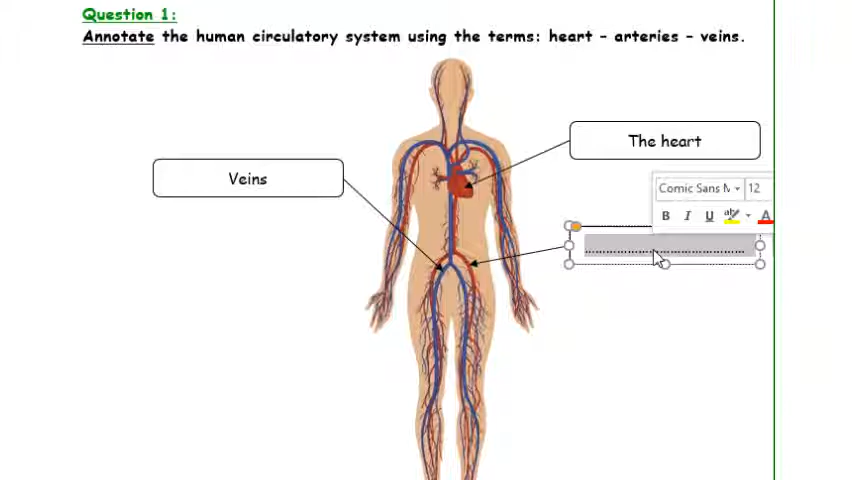 Question 1:
Annotate the human circulatory system using the terms: heart – arteries – veins.
The heart
Veins
Comic Sans M 12
B I U ab A
................................................